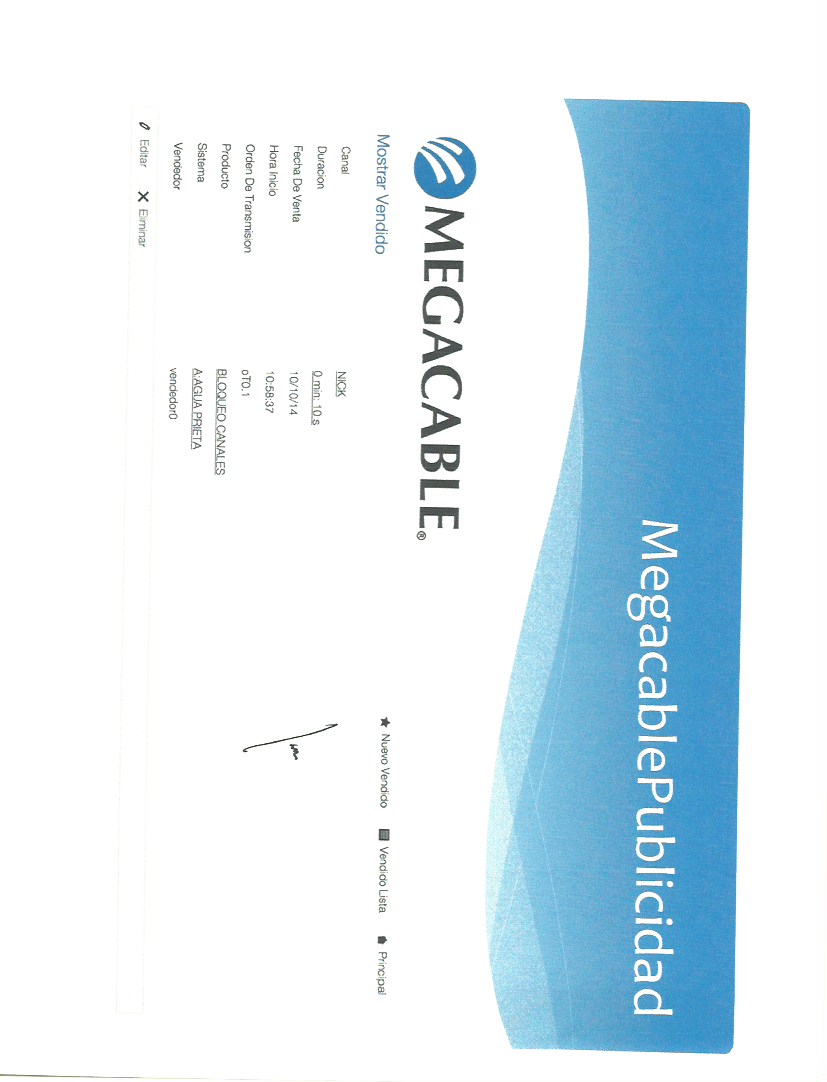 MegacablePublicidad
MEGACABLE®
Nuevo Vendido Vendido Lista Principal
Mostrar Vendido
Canal NICK
Duracion 0 min: 10 s
Fecha De Venta 10/10/14
Hora Inicio 10:58:37
Orden De Transmision oT0.1
Producto BLOQUEO CANALES
Sistema A:AGUA PRIETA
Vendedor vendedor0
Editar Eliminar